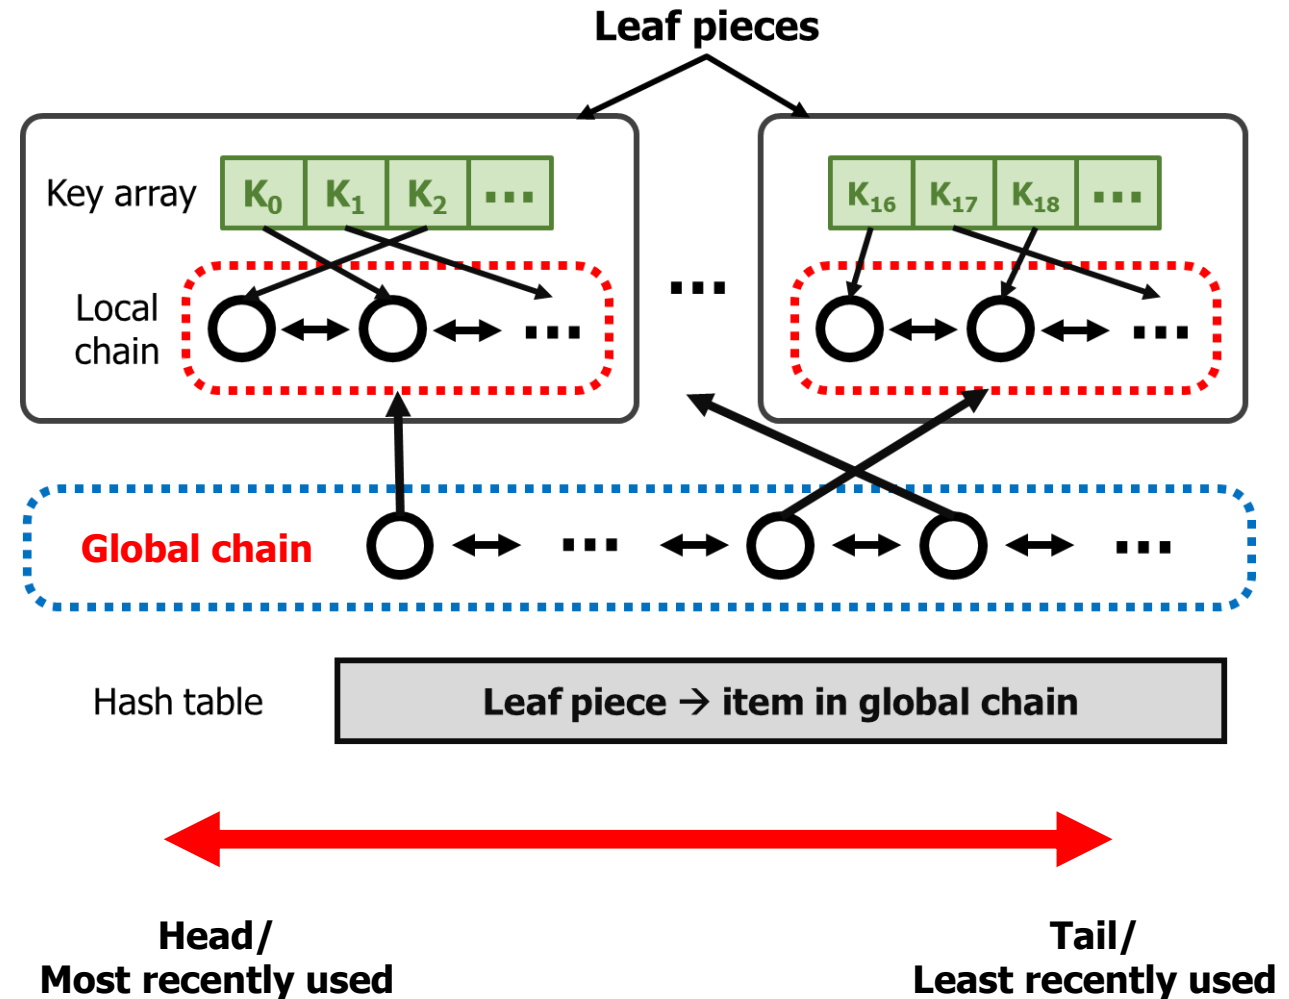 Leaf pieces
Key array
K0 K1 K2 ...
K16 K17 K18 ...
Local
chain
...
...
...
Global chain
...
...
Hash table
Leaf piece → item in global chain
Head/
Most recently used
Tail/
Least recently used